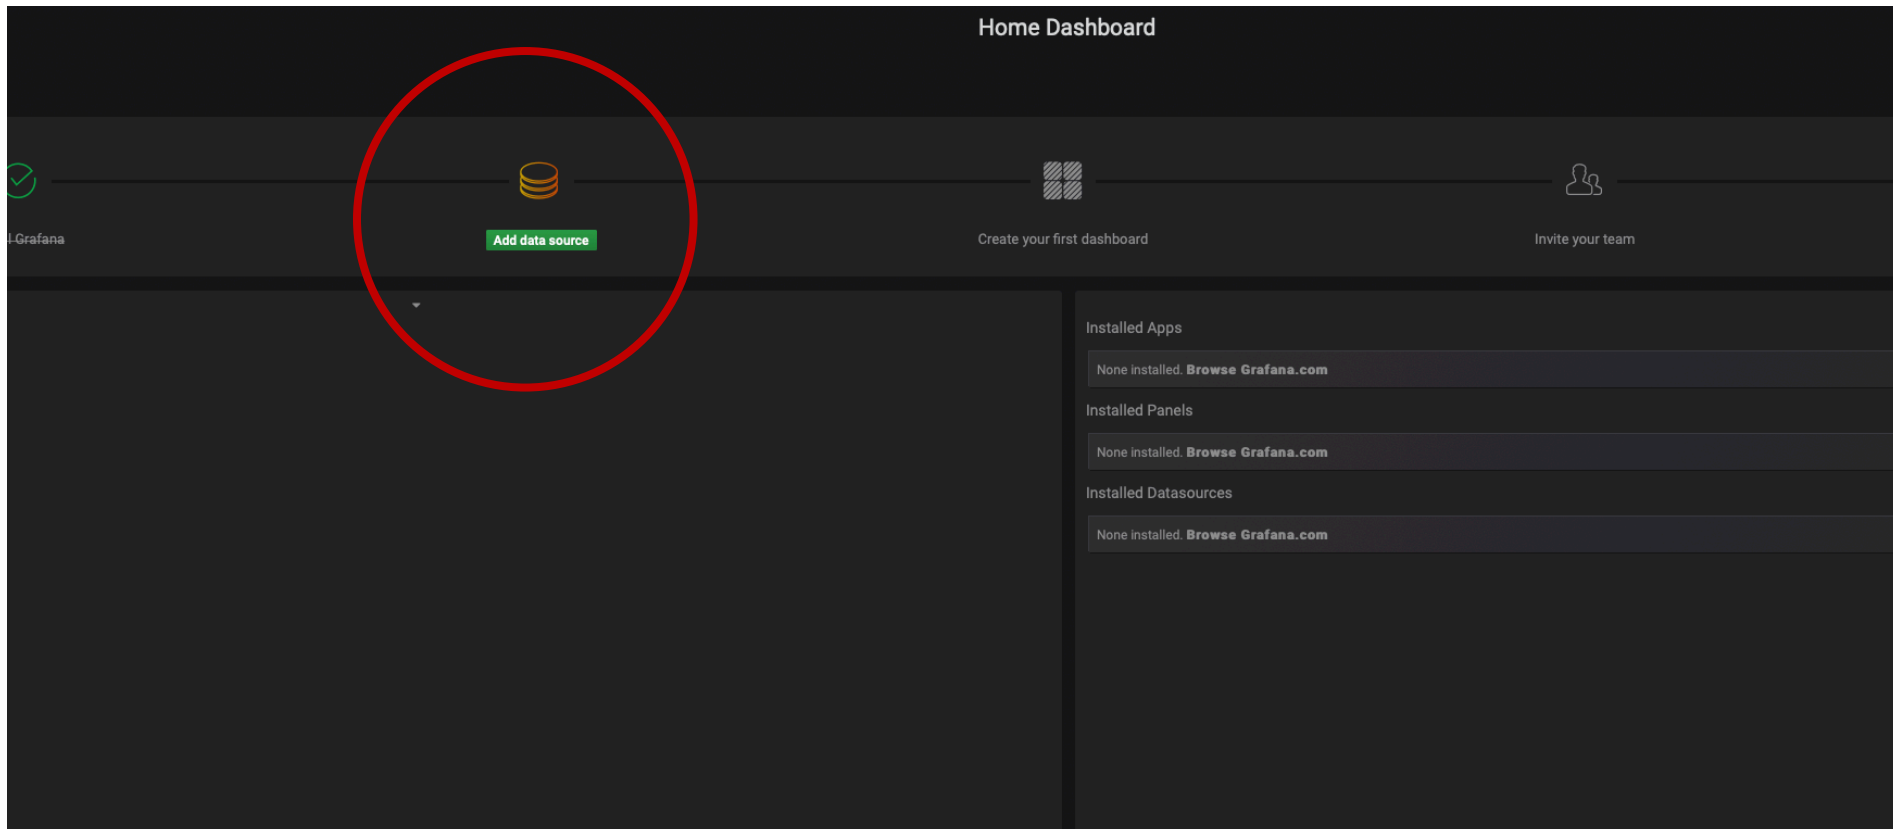 Home Dashboard
l Grafana
Add data source
Create your first dashboard
Invite your team
Installed Apps
None installed. Browse Grafana.com
Installed Panels
None installed. Browse Grafana.com
Installed Datasources
None installed. Browse Grafana.com